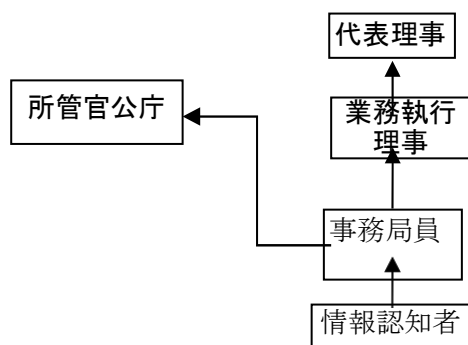 代表理事
所管官公庁
業務執行
理事
事務局員
情報認知者